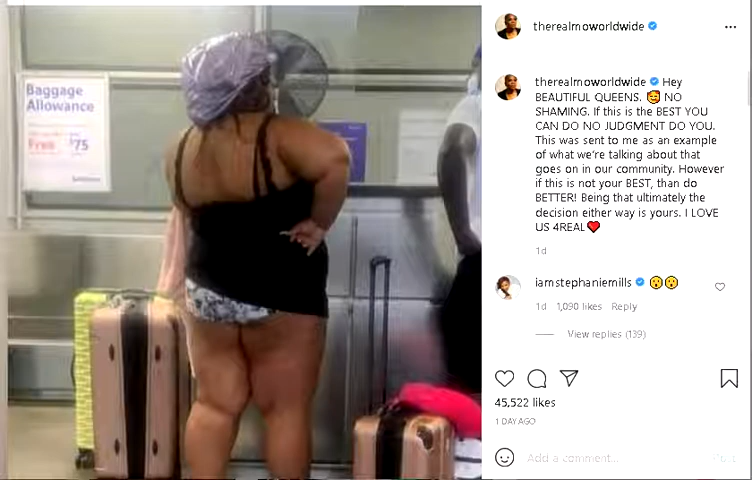 Baggage
Allowance
Free
$75
therealmoworldwide
therealmoworldwide Hey
BEAUTIFUL QUEENS. 🥰 NO
SHAMING. If this is the BEST YOU
CAN DO NO JUDGMENT DO YOU.
This was sent to me as an example
of what we're talking about that
goes on in our community. However
if this is not your BEST, than do
BETTER! Being that ultimately the
decision either way is yours. I LOVE
US 4REAL❤️
1d
iamstephaniemills 😲😲
1d 1,090 likes Reply
View replies (139)
45,522 likes
1 DAY AGO
Add a comment...
Post